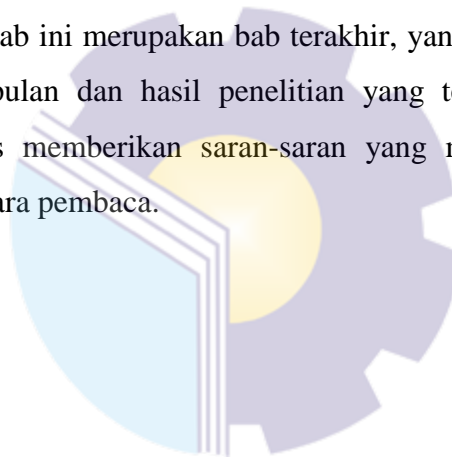 ab ini merupakan bab terakhir, yan
pulan dan hasil penelitian yang te
s memberikan saran-saran yang m
ara pembaca.